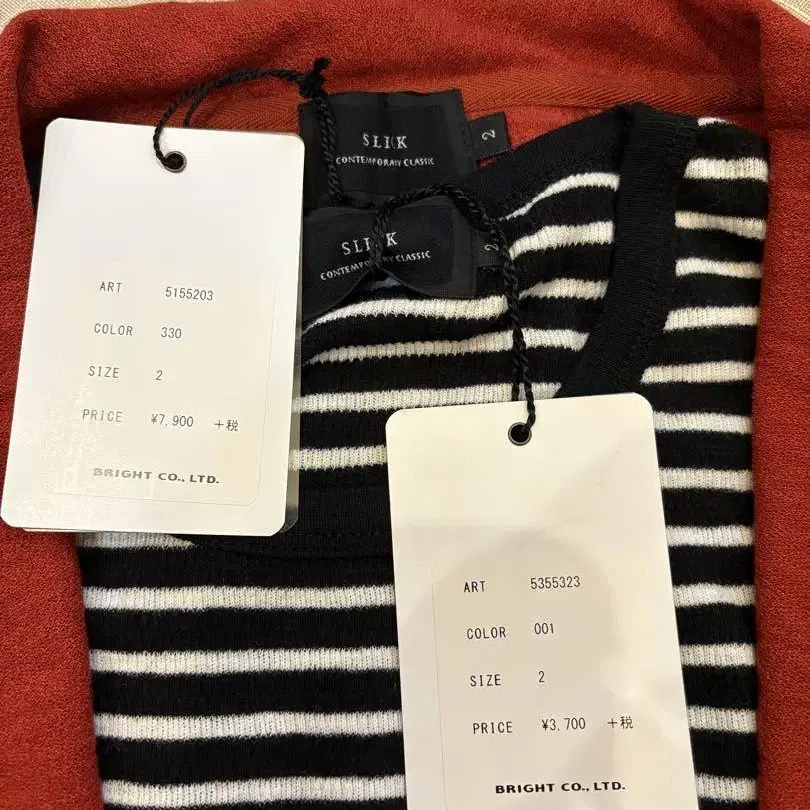 SLICK
CONTEMPORARY CLASSIC
2
SLICK
CONTEMPORARY CLASSIC
2
ART 5155203
COLOR 330
SIZE 2
PRICE ¥7,900 +税
BRIGHT CO., LTD.
ART 5355323
COLOR 001
SIZE 2
PRICE ¥3,700 +税
BRIGHT CO., LTD.